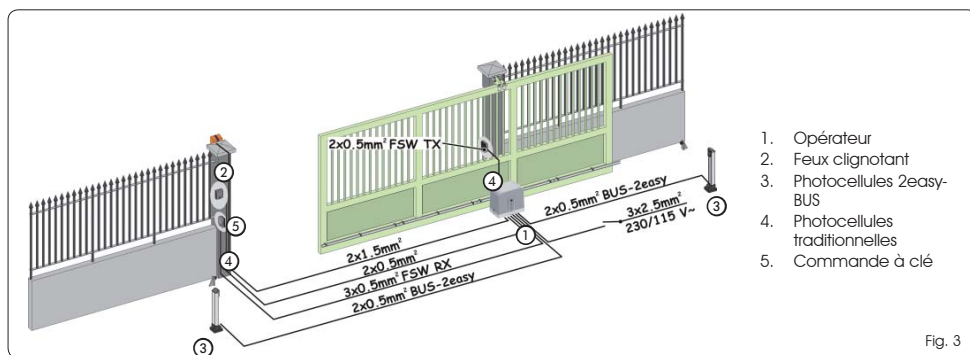 2x0.5mm² FSW TX
2
4
2x0.5mm² BUS-2easy
3x2.5mm²
230/115 V~
3
5
1
2x1.5mm²
2x0.5mm²
4
3x0.5mm² FSW RX
2x0.5mm² BUS-2easy
3
1. Opérateur
2. Feux clignotant
3. Photocellules 2easy-
BUS
4. Photocellules
traditionnelles
5. Commande à clé
Fig. 3